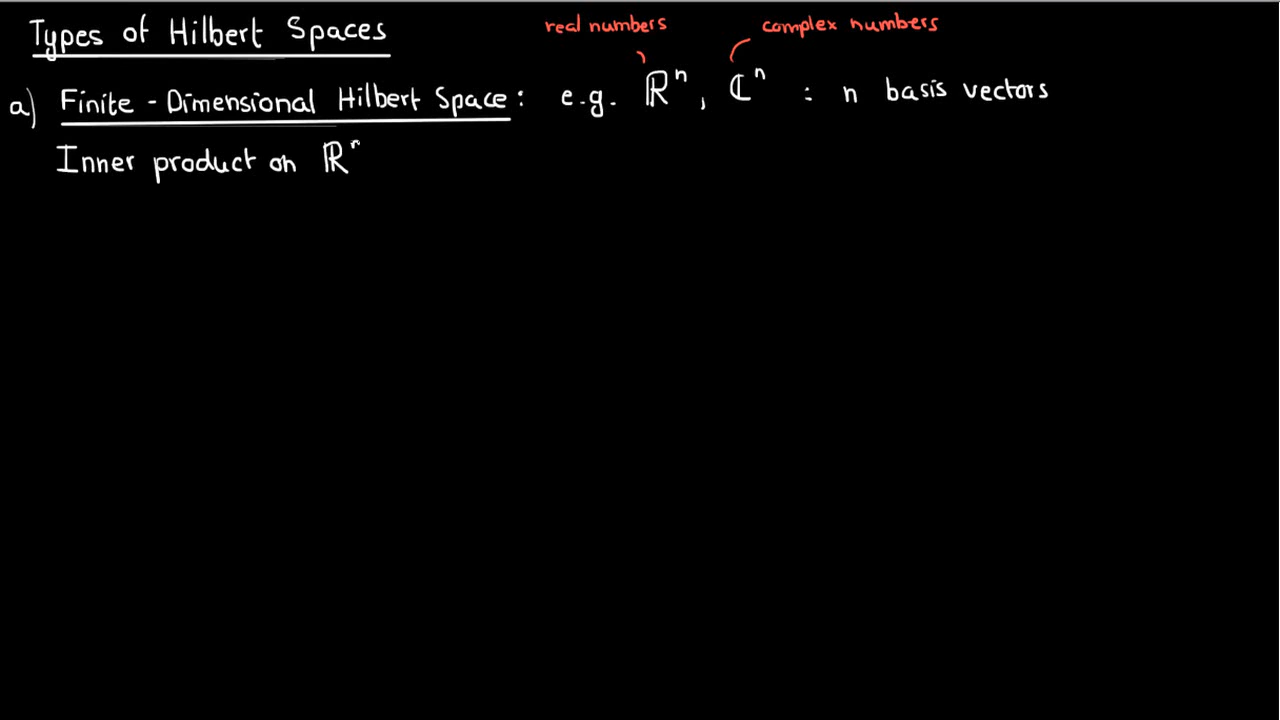 real numbers complex numbers
Types of Hilbert Spaces
a) Finite - Dimensional Hilbert Space : e.g. ℝⁿ, ℂⁿ : n basis vectors
Inner product on ℝⁿ